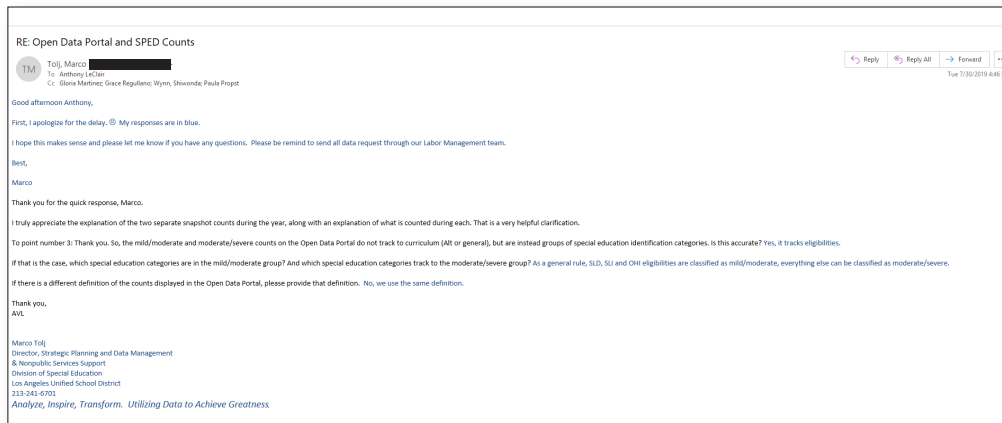 RE: Open Data Portal and SPED Counts
TM
Tolj, Marco
To Anthony LeClair
Cc Gloria Martinez; Grace Regullano; Wynn, Shiwonda; Paula Propst
Reply Reply All Forward
Tue 7/30/2019 4:46
Good afternoon Anthony,
First, I apologize for the delay. ☹ My responses are in blue.
I hope this makes sense and please let me know if you have any questions. Please be remind to send all data request through our Labor Management team.
Best,
Marco
Thank you for the quick response, Marco.
I truly appreciate the explanation of the two separate snapshot counts during the year, along with an explanation of what is counted during each. That is a very helpful clarification.
To point number 3: Thank you. So, the mild/moderate and moderate/severe counts on the Open Data Portal do not track to curriculum (Alt or general), but are instead groups of special education identification categories. Is this accurate? Yes, it tracks eligibilities.
If that is the case, which special education categories are in the mild/moderate group? And which special education categories track to the moderate/severe group? As a general rule, SLD, SLI and OHI eligibilities are classified as mild/moderate, everything else can be classified as moderate/severe.
If there is a different definition of the counts displayed in the Open Data Portal, please provide that definition. No, we use the same definition.
Thank you,
AVL
Marco Tolj
Director, Strategic Planning and Data Management
& Nonpublic Services Support
Division of Special Education
Los Angeles Unified School District
213-241-6701
Analyze, Inspire, Transform. Utilizing Data to Achieve Greatness.